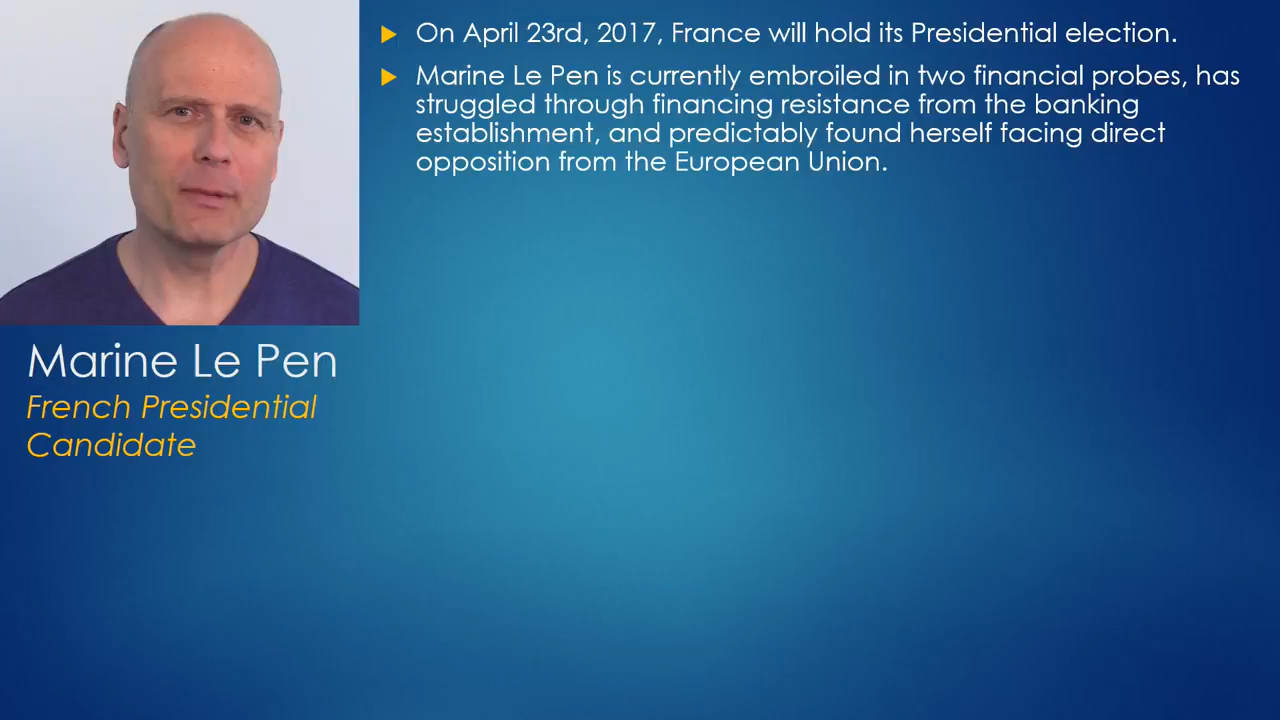 On April 23rd, 2017, France will hold its Presidential election.
Marine Le Pen is currently embroiled in two financial probes, has
struggled through financing resistance from the banking
establishment, and predictably found herself facing direct
opposition from the European Union.
Marine Le Pen
French Presidential
Candidate